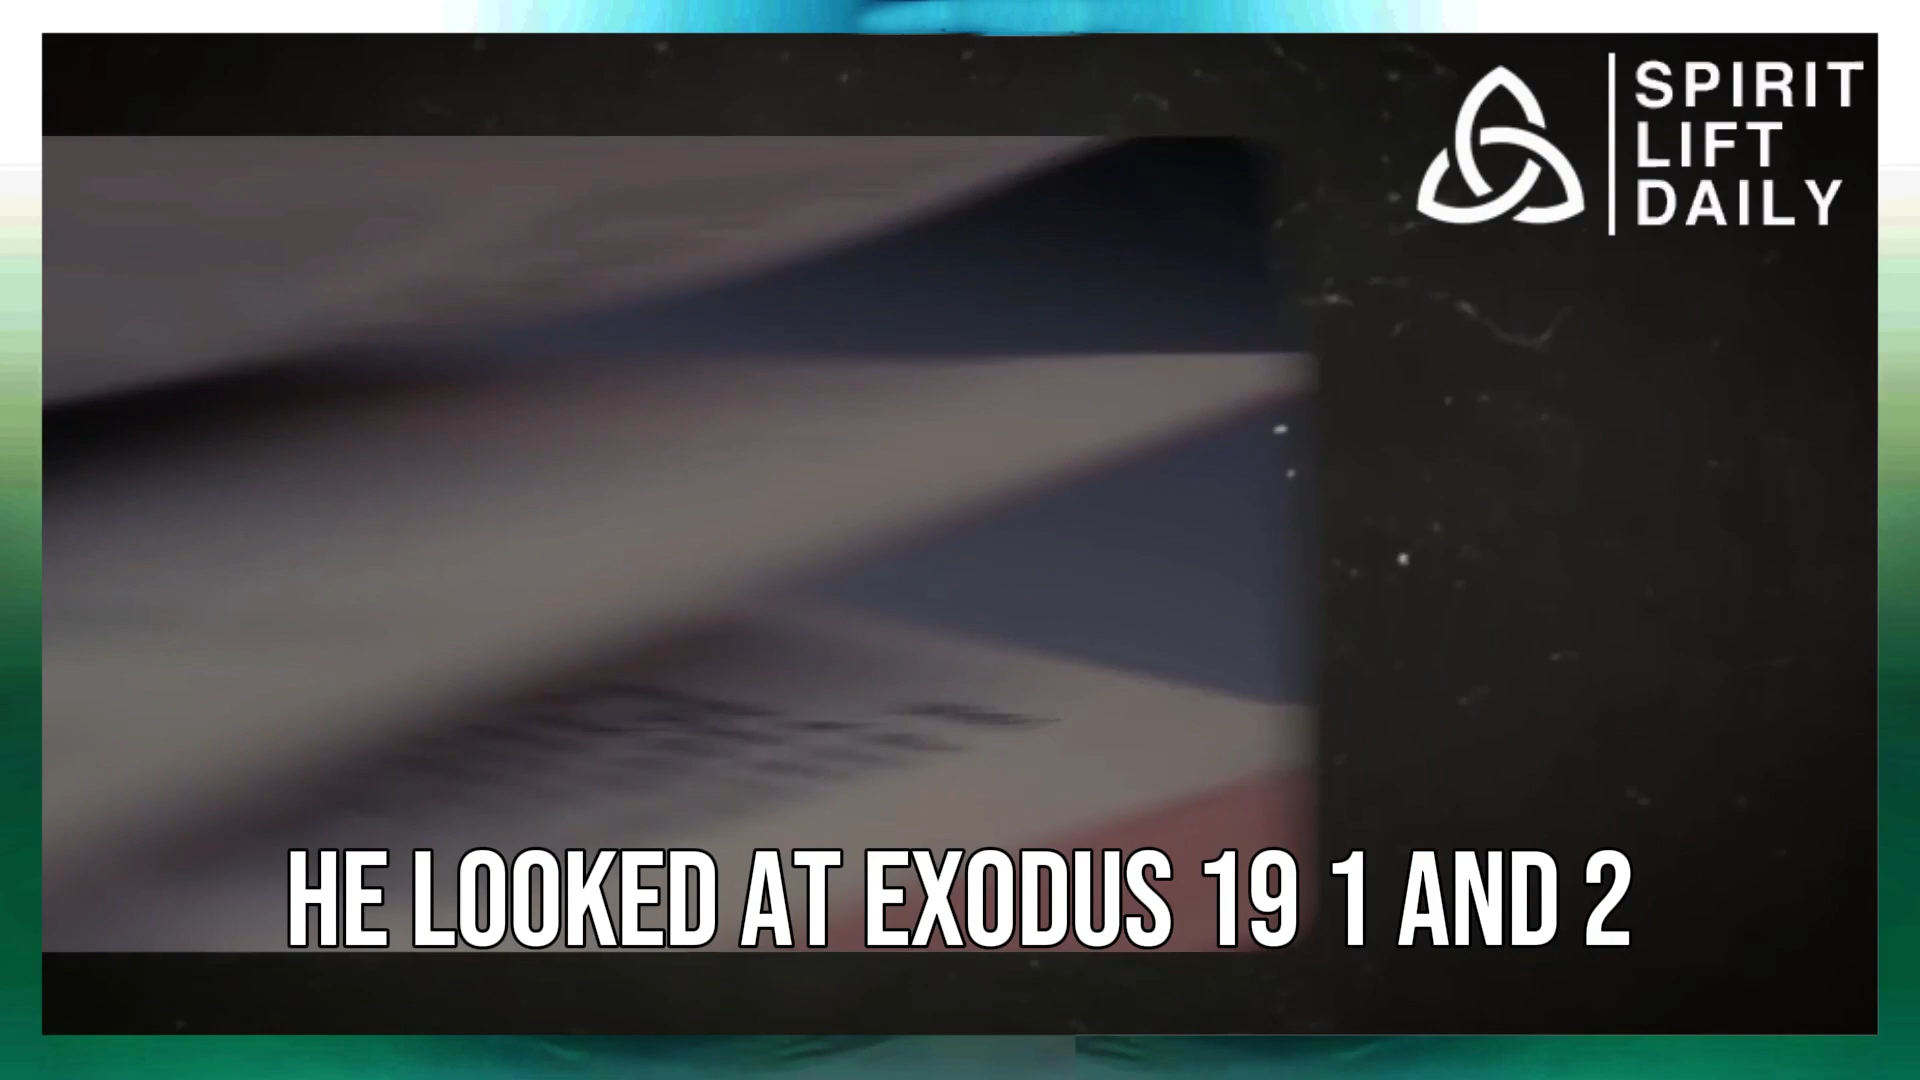 SPIRIT
LIFT
DAILY
HE LOOKED AT EXODUS 19 1 AND 2